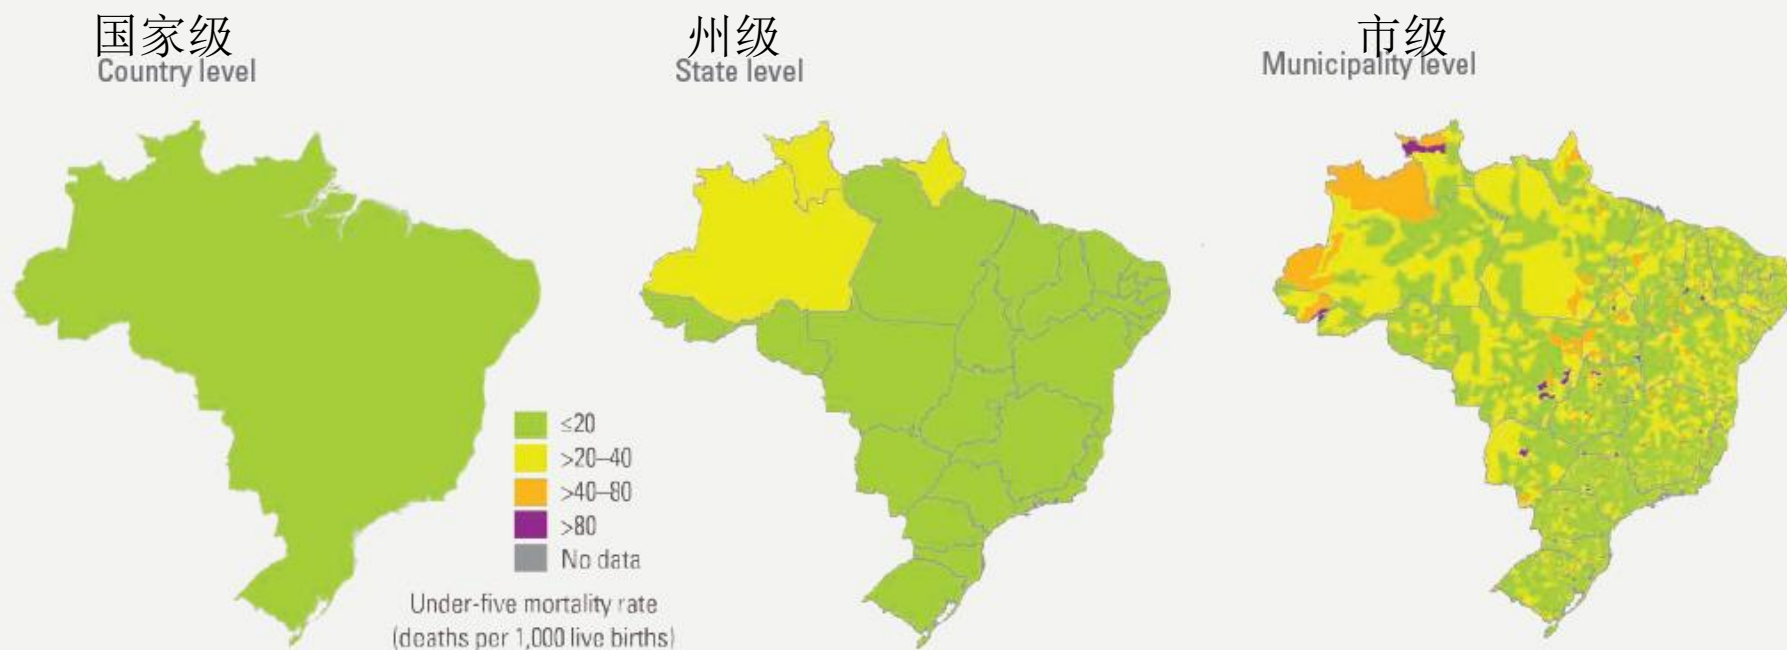 国家级
Country level
州级
State level
市级
Municipality level
≤20
>20–40
>40–80
>80
No data
Under-five mortality rate
(deaths per 1,000 live births)